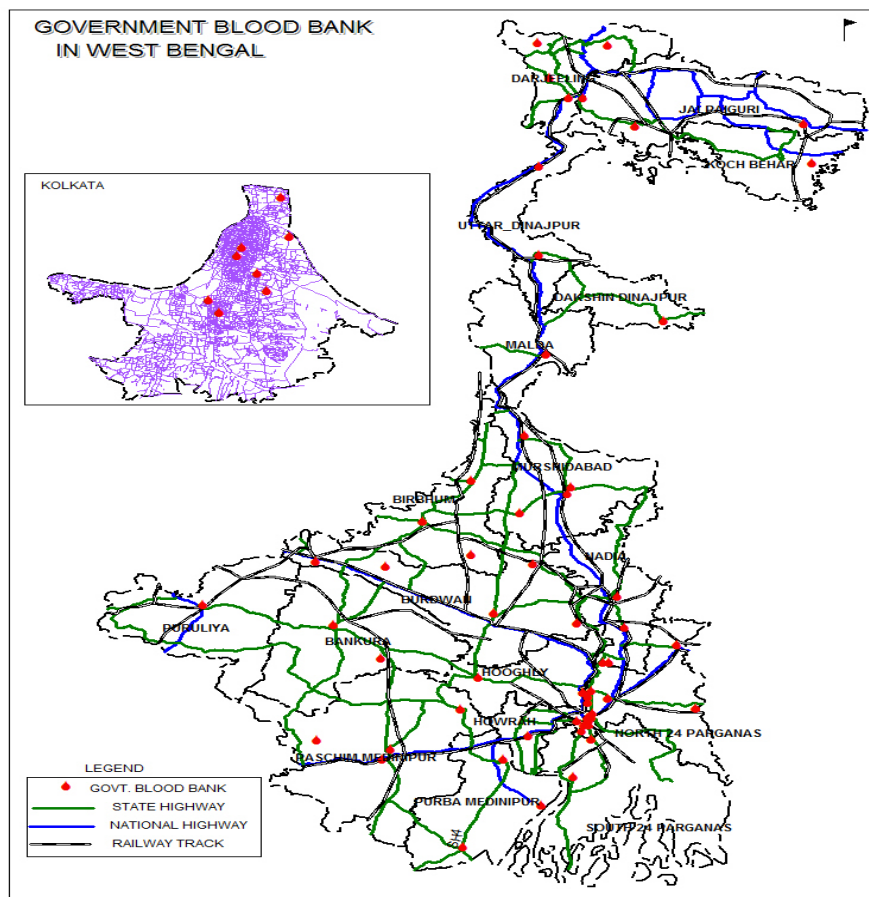 GOVERNMENT BLOOD BANK
IN WEST BENGAL
DARJEELING
JALPAIGURI
KOCH BEHAR
KOLKATA
UTTAR_DINAJPUR
DAKSHIN DINAJPUR
MALDA
MURSHIDABAD
BIRBHUM
NADIA
BURDWAN
PURULIYA
BANKURA
HOOGHLY
HOWRAH
NORTH 24 PARGANAS
PASCHIM MEDINIPUR
LEGEND
GOVT. BLOOD BANK
STATE HIGHWAY
NATIONAL HIGHWAY
RAILWAY TRACK
PURBA MEDINIPUR
SOUTH 24 PARGANAS
SH4